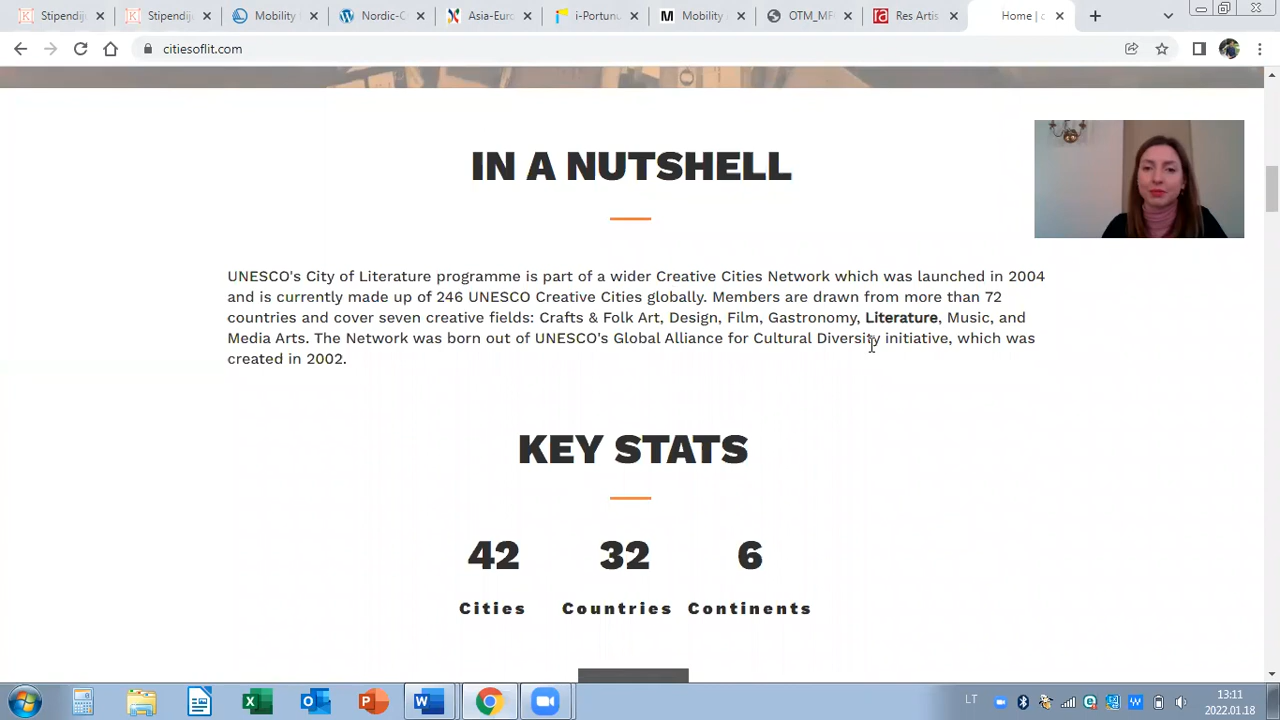 Stipendij
Stipendij
Mobility
Nordic-C
Asia-Euro
i-Portunu
Mobility
OTM_MF
Res Artis
Home | c
citiesoflit.com
IN A NUTSHELL
UNESCO's City of Literature programme is part of a wider Creative Cities Network which was launched in 2004
and is currently made up of 246 UNESCO Creative Cities globally. Members are drawn from more than 72
countries and cover seven creative fields: Crafts & Folk Art, Design, Film, Gastronomy, Literature, Music, and
Media Arts. The Network was born out of UNESCO's Global Alliance for Cultural Diversity initiative, which was
created in 2002.
KEY STATS
42 32 6
Cities Countries Continents
LT
13:11
2022.01.18